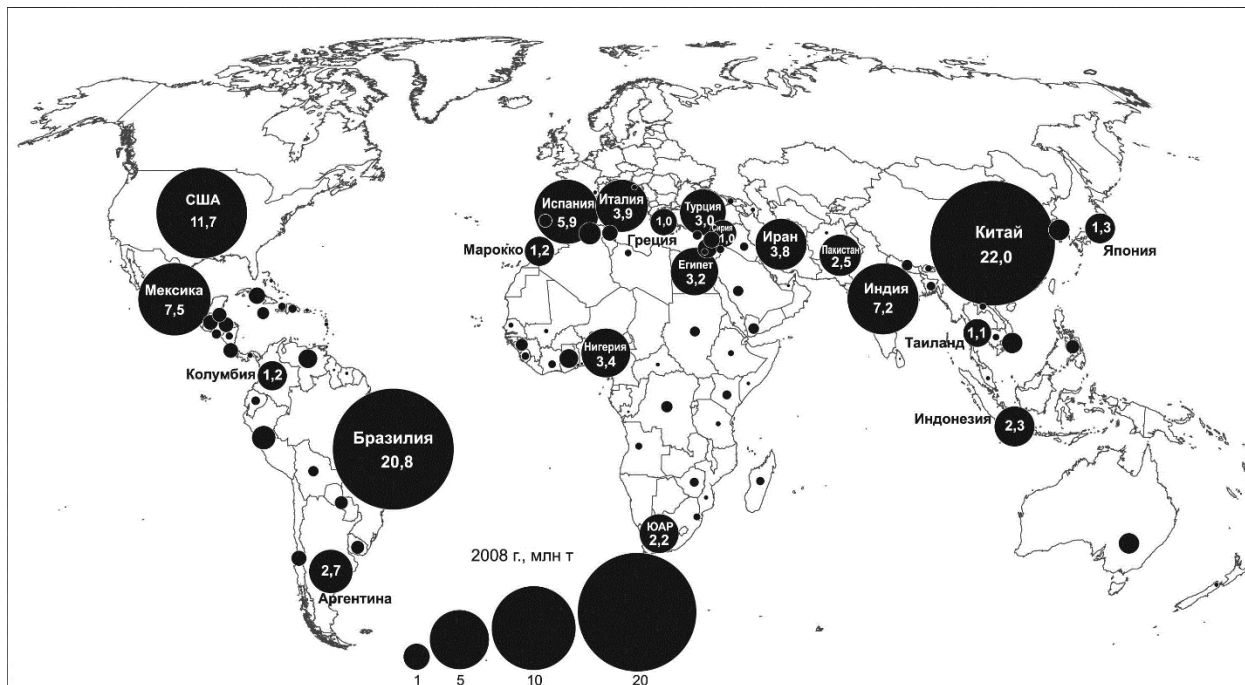 США
11,7
Мексика
7,5
Колумбия
1,2
Бразилия
20,8
2,7
Аргентина
Испания
5,9
Италия
3,9
1,0
Греция
Турция
3,0
Сирия
1,0
Марокко
1,2
Египет
3,2
Нигерия
3,4
ЮАР
2,2
Иран
3,8
Пакистан
2,5
Индия
7,2
Китай
22,0
1,3
Япония
1,1
Таиланд
Индонезия
2,3
2008 г., млн т
1
5
10
20